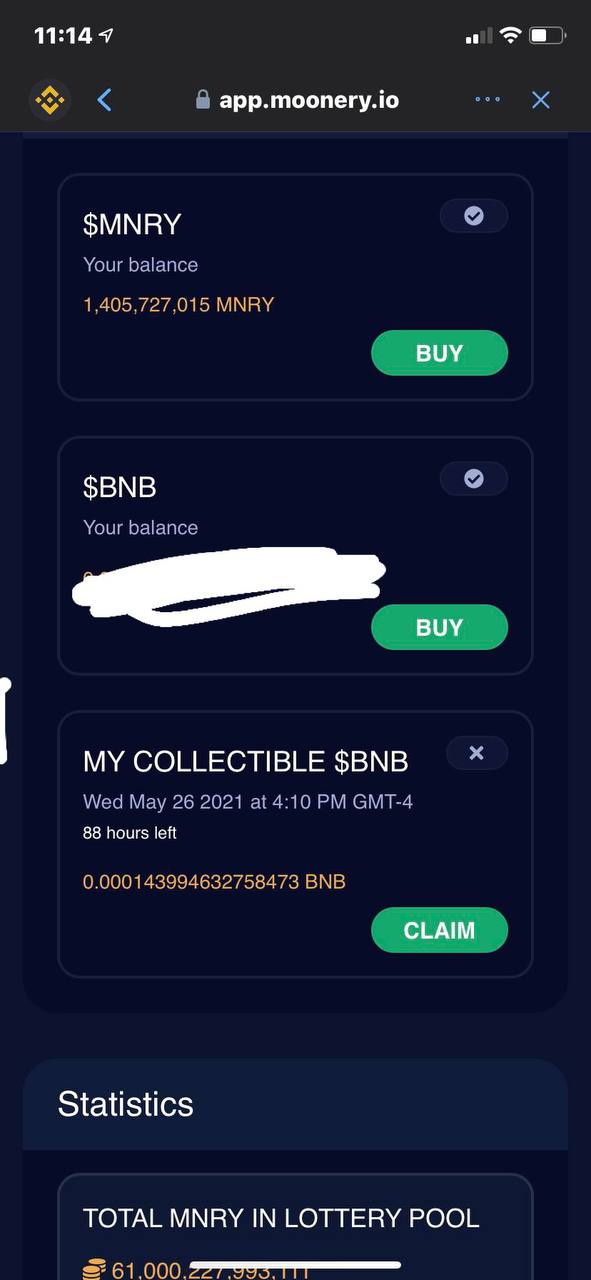 11:14
app.moonery.io
$MNRY
Your balance
1,405,727,015 MNRY
BUY
$BNB
Your balance
BUY
MY COLLECTIBLE $BNB
Wed May 26 2021 at 4:10 PM GMT-4
88 hours left
0.000143994632758473 BNB
CLAIM
Statistics
TOTAL MNRY IN LOTTERY POOL
61,000,227,993,111